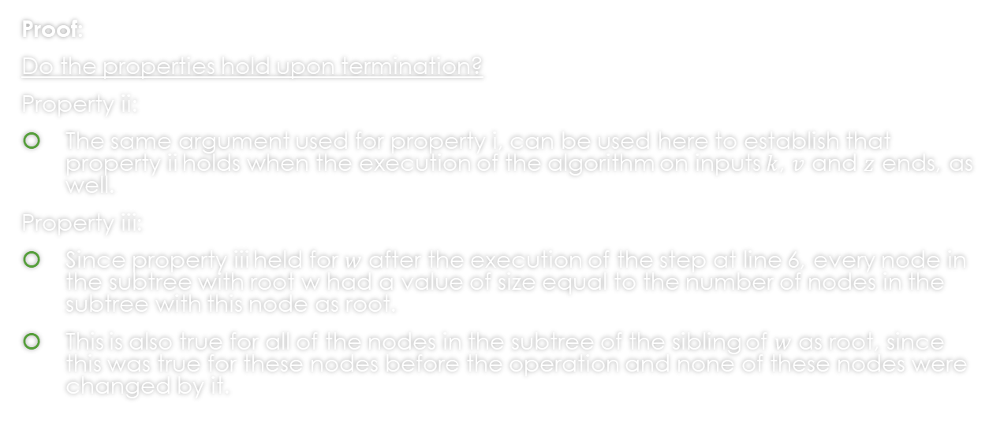 Proof:
Do the properties hold upon termination?
Property ii:
The same argument used for property i, can be used here to establish that
property ii holds when the execution of the algorithm on inputs k, v and z ends, as
well.
Property iii:
Since property iii held for w after the execution of the step at line 6, every node in
the subtree with root w had a value of size equal to the number of nodes in the
subtree with this node as root.
This is also true for all of the nodes in the subtree of the sibling of w as root, since
this was true for these nodes before the operation and none of these nodes were
changed by it.